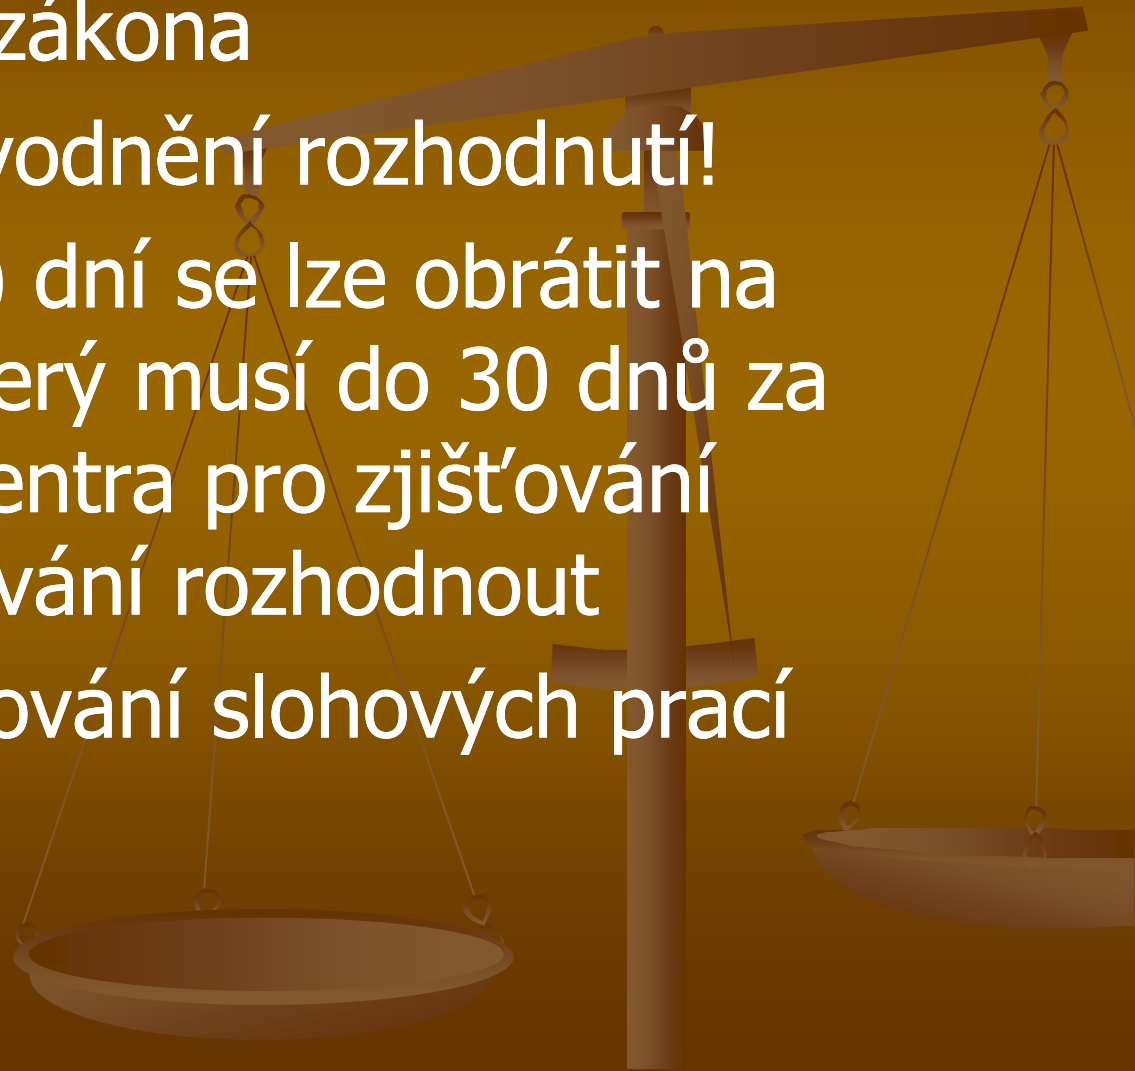 zákona
vodnění rozhodnutí!
dní se lze obrátit na
erý musí do 30 dnů za
entra pro zjišťování
vání rozhodnout
ování slohových prací